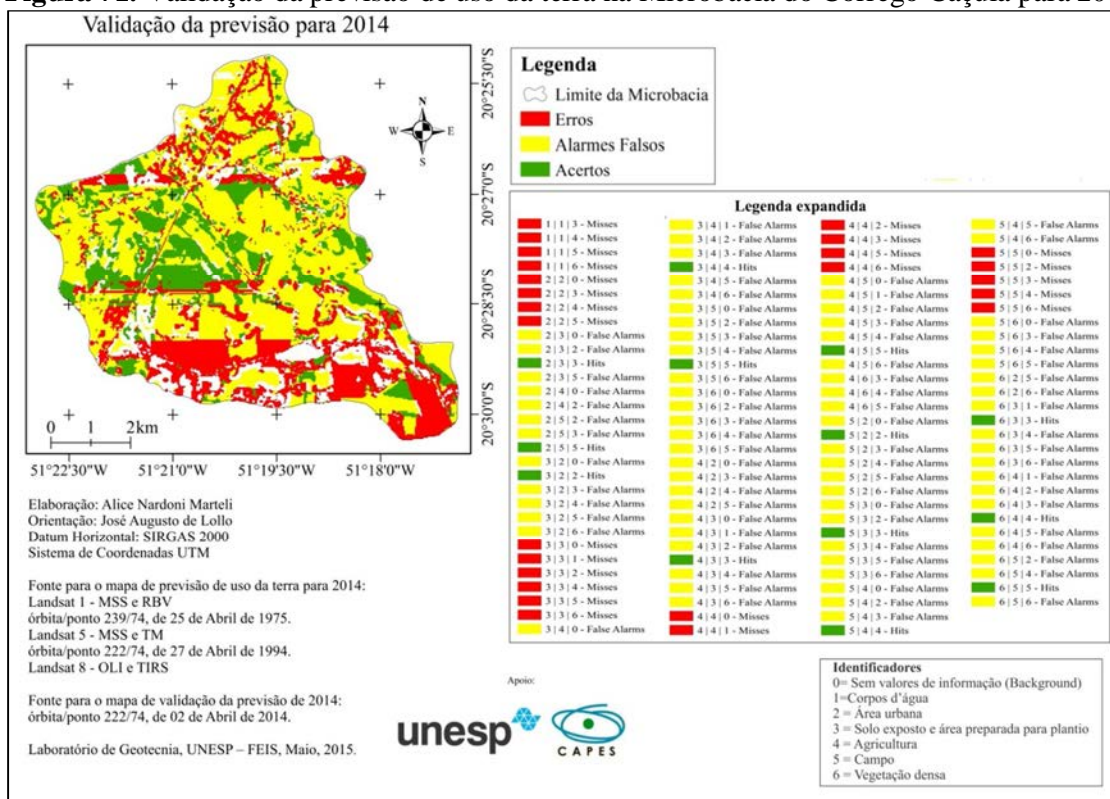 Figura 72. Validação da previsão de uso da terra na Microbacia do Córrego Caçula para 20
Validação da previsão para 2014
20°25'30"S
20°27'0"S
20°28'30"S
20°30'0"S
N
W
E
S
0 1 2km
51°22'30"W 51°21'0"W 51°19'30"W 51°18'0"W
Legenda
Limite da Microbacia
Erros
Alarmes Falsos
Acertos
Legenda expandida
1 | 1 | 3 - Misses
1 | 1 | 4 - Misses
1 | 1 | 5 - Misses
1 | 1 | 6 - Misses
2 | 2 | 0 - Misses
2 | 2 | 3 - Misses
2 | 2 | 4 - Misses
2 | 2 | 5 - Misses
2 | 3 | 0 - False Alarms
2 | 3 | 2 - False Alarms
2 | 3 | 3 - Hits
2 | 3 | 5 - False Alarms
2 | 4 | 0 - False Alarms
2 | 4 | 2 - False Alarms
2 | 5 | 2 - False Alarms
2 | 5 | 3 - False Alarms
2 | 5 | 5 - Hits
3 | 2 | 0 - False Alarms
3 | 2 | 2 - Hits
3 | 2 | 3 - False Alarms
3 | 2 | 4 - False Alarms
3 | 2 | 5 - False Alarms
3 | 2 | 6 - False Alarms
3 | 3 | 0 - Misses
3 | 3 | 1 - Misses
3 | 3 | 2 - Misses
3 | 3 | 4 - Misses
3 | 3 | 5 - Misses
3 | 3 | 6 - Misses
3 | 4 | 0 - False Alarms
3 | 4 | 1 - False Alarms
3 | 4 | 2 - False Alarms
3 | 4 | 3 - False Alarms
3 | 4 | 4 - Hits
3 | 4 | 5 - False Alarms
3 | 4 | 6 - False Alarms
3 | 5 | 0 - False Alarms
3 | 5 | 2 - False Alarms
3 | 5 | 3 - False Alarms
3 | 5 | 4 - False Alarms
3 | 5 | 5 - Hits
3 | 5 | 6 - False Alarms
3 | 6 | 0 - False Alarms
3 | 6 | 2 - False Alarms
3 | 6 | 3 - False Alarms
3 | 6 | 4 - False Alarms
3 | 6 | 5 - False Alarms
4 | 2 | 0 - False Alarms
4 | 2 | 3 - False Alarms
4 | 2 | 4 - False Alarms
4 | 2 | 5 - False Alarms
4 | 3 | 0 - False Alarms
4 | 3 | 1 - False Alarms
4 | 3 | 2 - False Alarms
4 | 3 | 3 - Hits
4 | 3 | 4 - False Alarms
4 | 3 | 5 - False Alarms
4 | 3 | 6 - False Alarms
4 | 4 | 0 - Misses
4 | 4 | 1 - Misses
4 | 4 | 2 - Misses
4 | 4 | 3 - Misses
4 | 4 | 5 - Misses
4 | 4 | 6 - Misses
4 | 5 | 0 - False Alarms
4 | 5 | 1 - False Alarms
4 | 5 | 2 - False Alarms
4 | 5 | 3 - False Alarms
4 | 5 | 4 - False Alarms
4 | 5 | 5 - Hits
4 | 5 | 6 - False Alarms
4 | 6 | 3 - False Alarms
4 | 6 | 4 - False Alarms
4 | 6 | 5 - False Alarms
5 | 2 | 0 - False Alarms
5 | 2 | 2 - Hits
5 | 2 | 3 - False Alarms
5 | 2 | 4 - False Alarms
5 | 2 | 5 - False Alarms
5 | 2 | 6 - False Alarms
5 | 3 | 0 - False Alarms
5 | 3 | 2 - False Alarms
5 | 3 | 3 - Hits
5 | 3 | 4 - False Alarms
5 | 3 | 5 - False Alarms
5 | 3 | 6 - False Alarms
5 | 4 | 0 - False Alarms
5 | 4 | 2 - False Alarms
5 | 4 | 3 - False Alarms
5 | 4 | 4 - Hits
5 | 4 | 5 - False Alarms
5 | 4 | 6 - False Alarms
5 | 5 | 0 - Misses
5 | 5 | 2 - Misses
5 | 5 | 3 - Misses
5 | 5 | 4 - Misses
5 | 5 | 6 - Misses
5 | 6 | 0 - False Alarms
5 | 6 | 3 - False Alarms
5 | 6 | 4 - False Alarms
5 | 6 | 5 - False Alarms
6 | 2 | 5 - False Alarms
6 | 2 | 6 - False Alarms
6 | 3 | 1 - False Alarms
6 | 3 | 3 - Hits
6 | 3 | 4 - False Alarms
6 | 3 | 5 - False Alarms
6 | 3 | 6 - False Alarms
6 | 4 | 1 - False Alarms
6 | 4 | 2 - False Alarms
6 | 4 | 3 - False Alarms
6 | 4 | 4 - Hits
6 | 4 | 5 - False Alarms
6 | 4 | 6 - False Alarms
6 | 5 | 2 - False Alarms
6 | 5 | 4 - False Alarms
6 | 5 | 5 - Hits
6 | 5 | 6 - False Alarms
Elaboração: Alice Nardoni Marteli
Orientação: José Augusto de Lollo
Datum Horizontal: SIRGAS 2000
Sistema de Coordenadas UTM
Fonte para o mapa de previsão de uso da terra para 2014:
Landsat 1 - MSS e RBV
órbita/ponto 239/74, de 25 de Abril de 1975.
Landsat 5 - MSS e TM
órbita/ponto 222/74, de 27 de Abril de 1994.
Landsat 8 - OLI e TIRS
Fonte para o mapa de validação da previsão de 2014:
órbita/ponto 222/74, de 02 de Abril de 2014.
Laboratório de Geotecnia, UNESP – FEIS, Maio, 2015.
Apoio:
unesp
CAPES
Identificadores
0= Sem valores de informação (Background)
1=Corpos d'água
2 = Área urbana
3 = Solo exposto e área preparada para plantio
4 = Agricultura
5 = Campo
6 = Vegetação densa